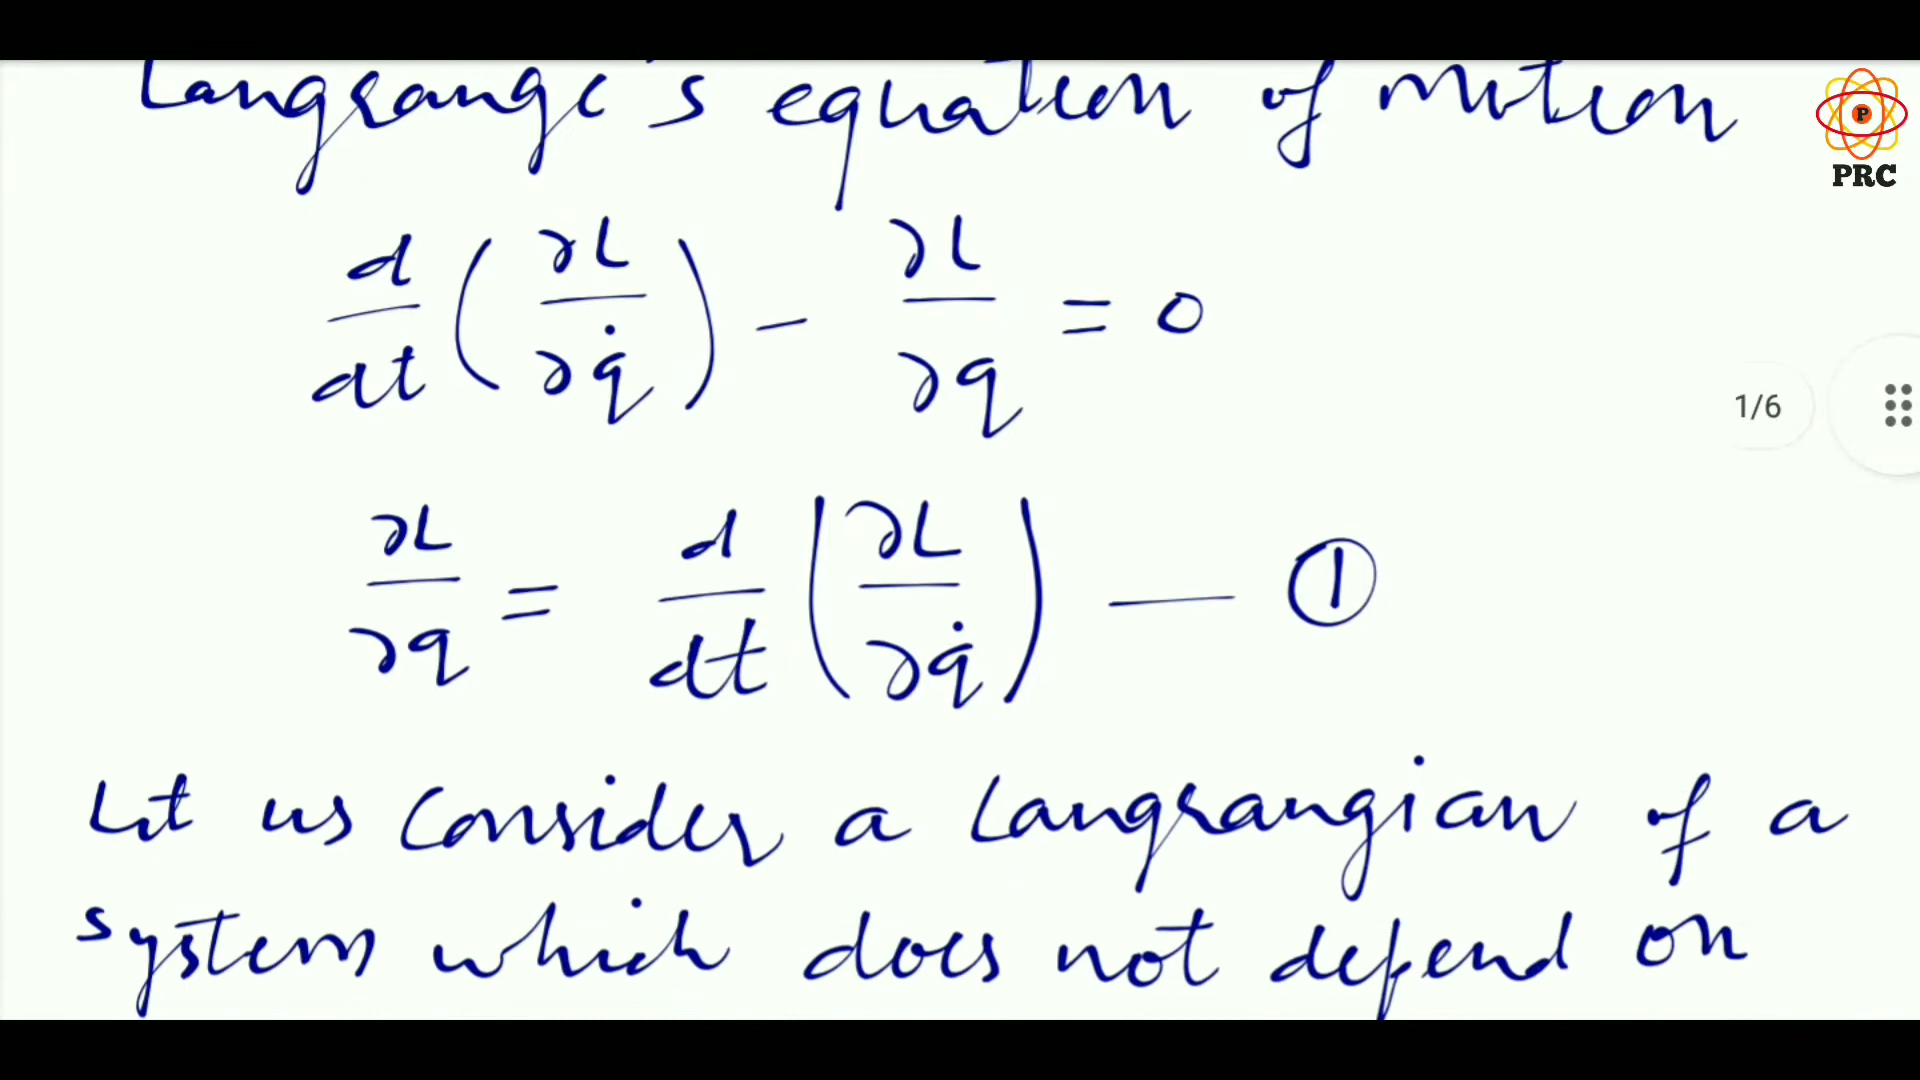 Langrange's equation of motion
P
PRC
d/dt (∂L/∂q̇) - ∂L/∂q = 0
1/6
∂L/∂q = d/dt (∂L/∂q̇) — ①
Let us consider a Langrangian of a
system which does not depend on